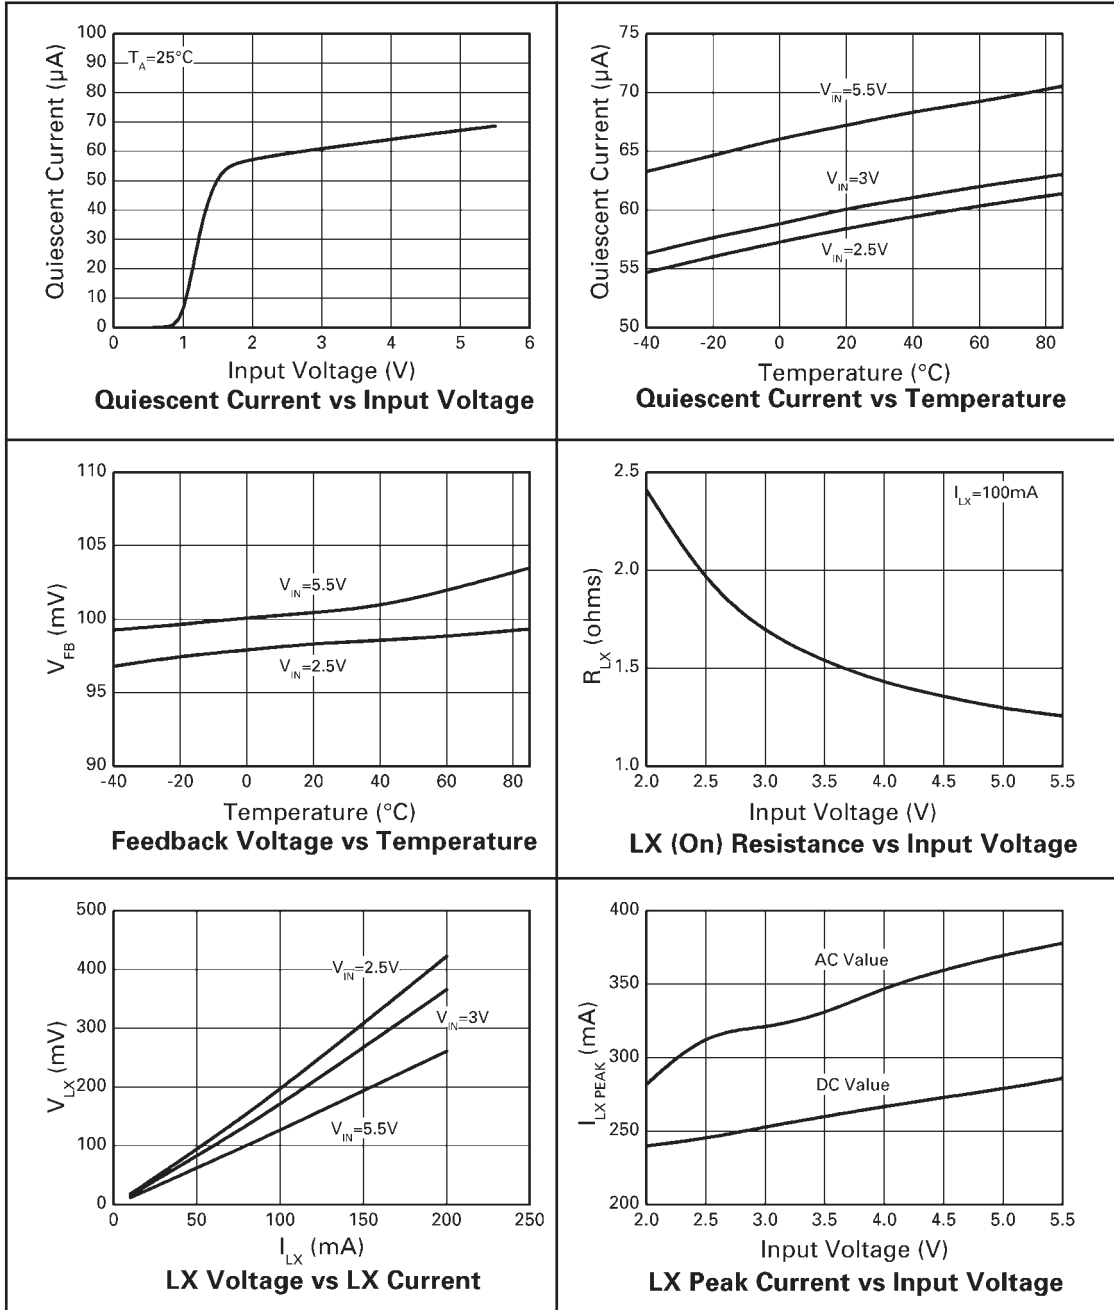 Quiescent Current (µA)
100
90
80
70
60
50
40
30
20
10
0
T_A=25°C
0 1 2 3 4 5 6
Input Voltage (V)
Quiescent Current vs Input Voltage
Quiescent Current (µA)
75
70
65
60
55
50
V_IN=5.5V
V_IN=3V
V_IN=2.5V
-40 -20 0 20 40 60 80
Temperature (°C)
Quiescent Current vs Temperature
V_FB (mV)
110
105
100
95
90
V_IN=5.5V
V_IN=2.5V
-40 -20 0 20 40 60 80
Temperature (°C)
Feedback Voltage vs Temperature
R_LX (ohms)
2.5
2.0
1.5
1.0
I_LX=100mA
2.0 2.5 3.0 3.5 4.0 4.5 5.0 5.5
Input Voltage (V)
LX (On) Resistance vs Input Voltage
V_LX (mV)
500
400
300
200
100
0
V_IN=2.5V
V_IN=3V
V_IN=5.5V
0 50 100 150 200 250
I_LX (mA)
LX Voltage vs LX Current
I_LX PEAK (mA)
400
350
300
250
200
AC Value
DC Value
2.0 2.5 3.0 3.5 4.0 4.5 5.0 5.5
Input Voltage (V)
LX Peak Current vs Input Voltage